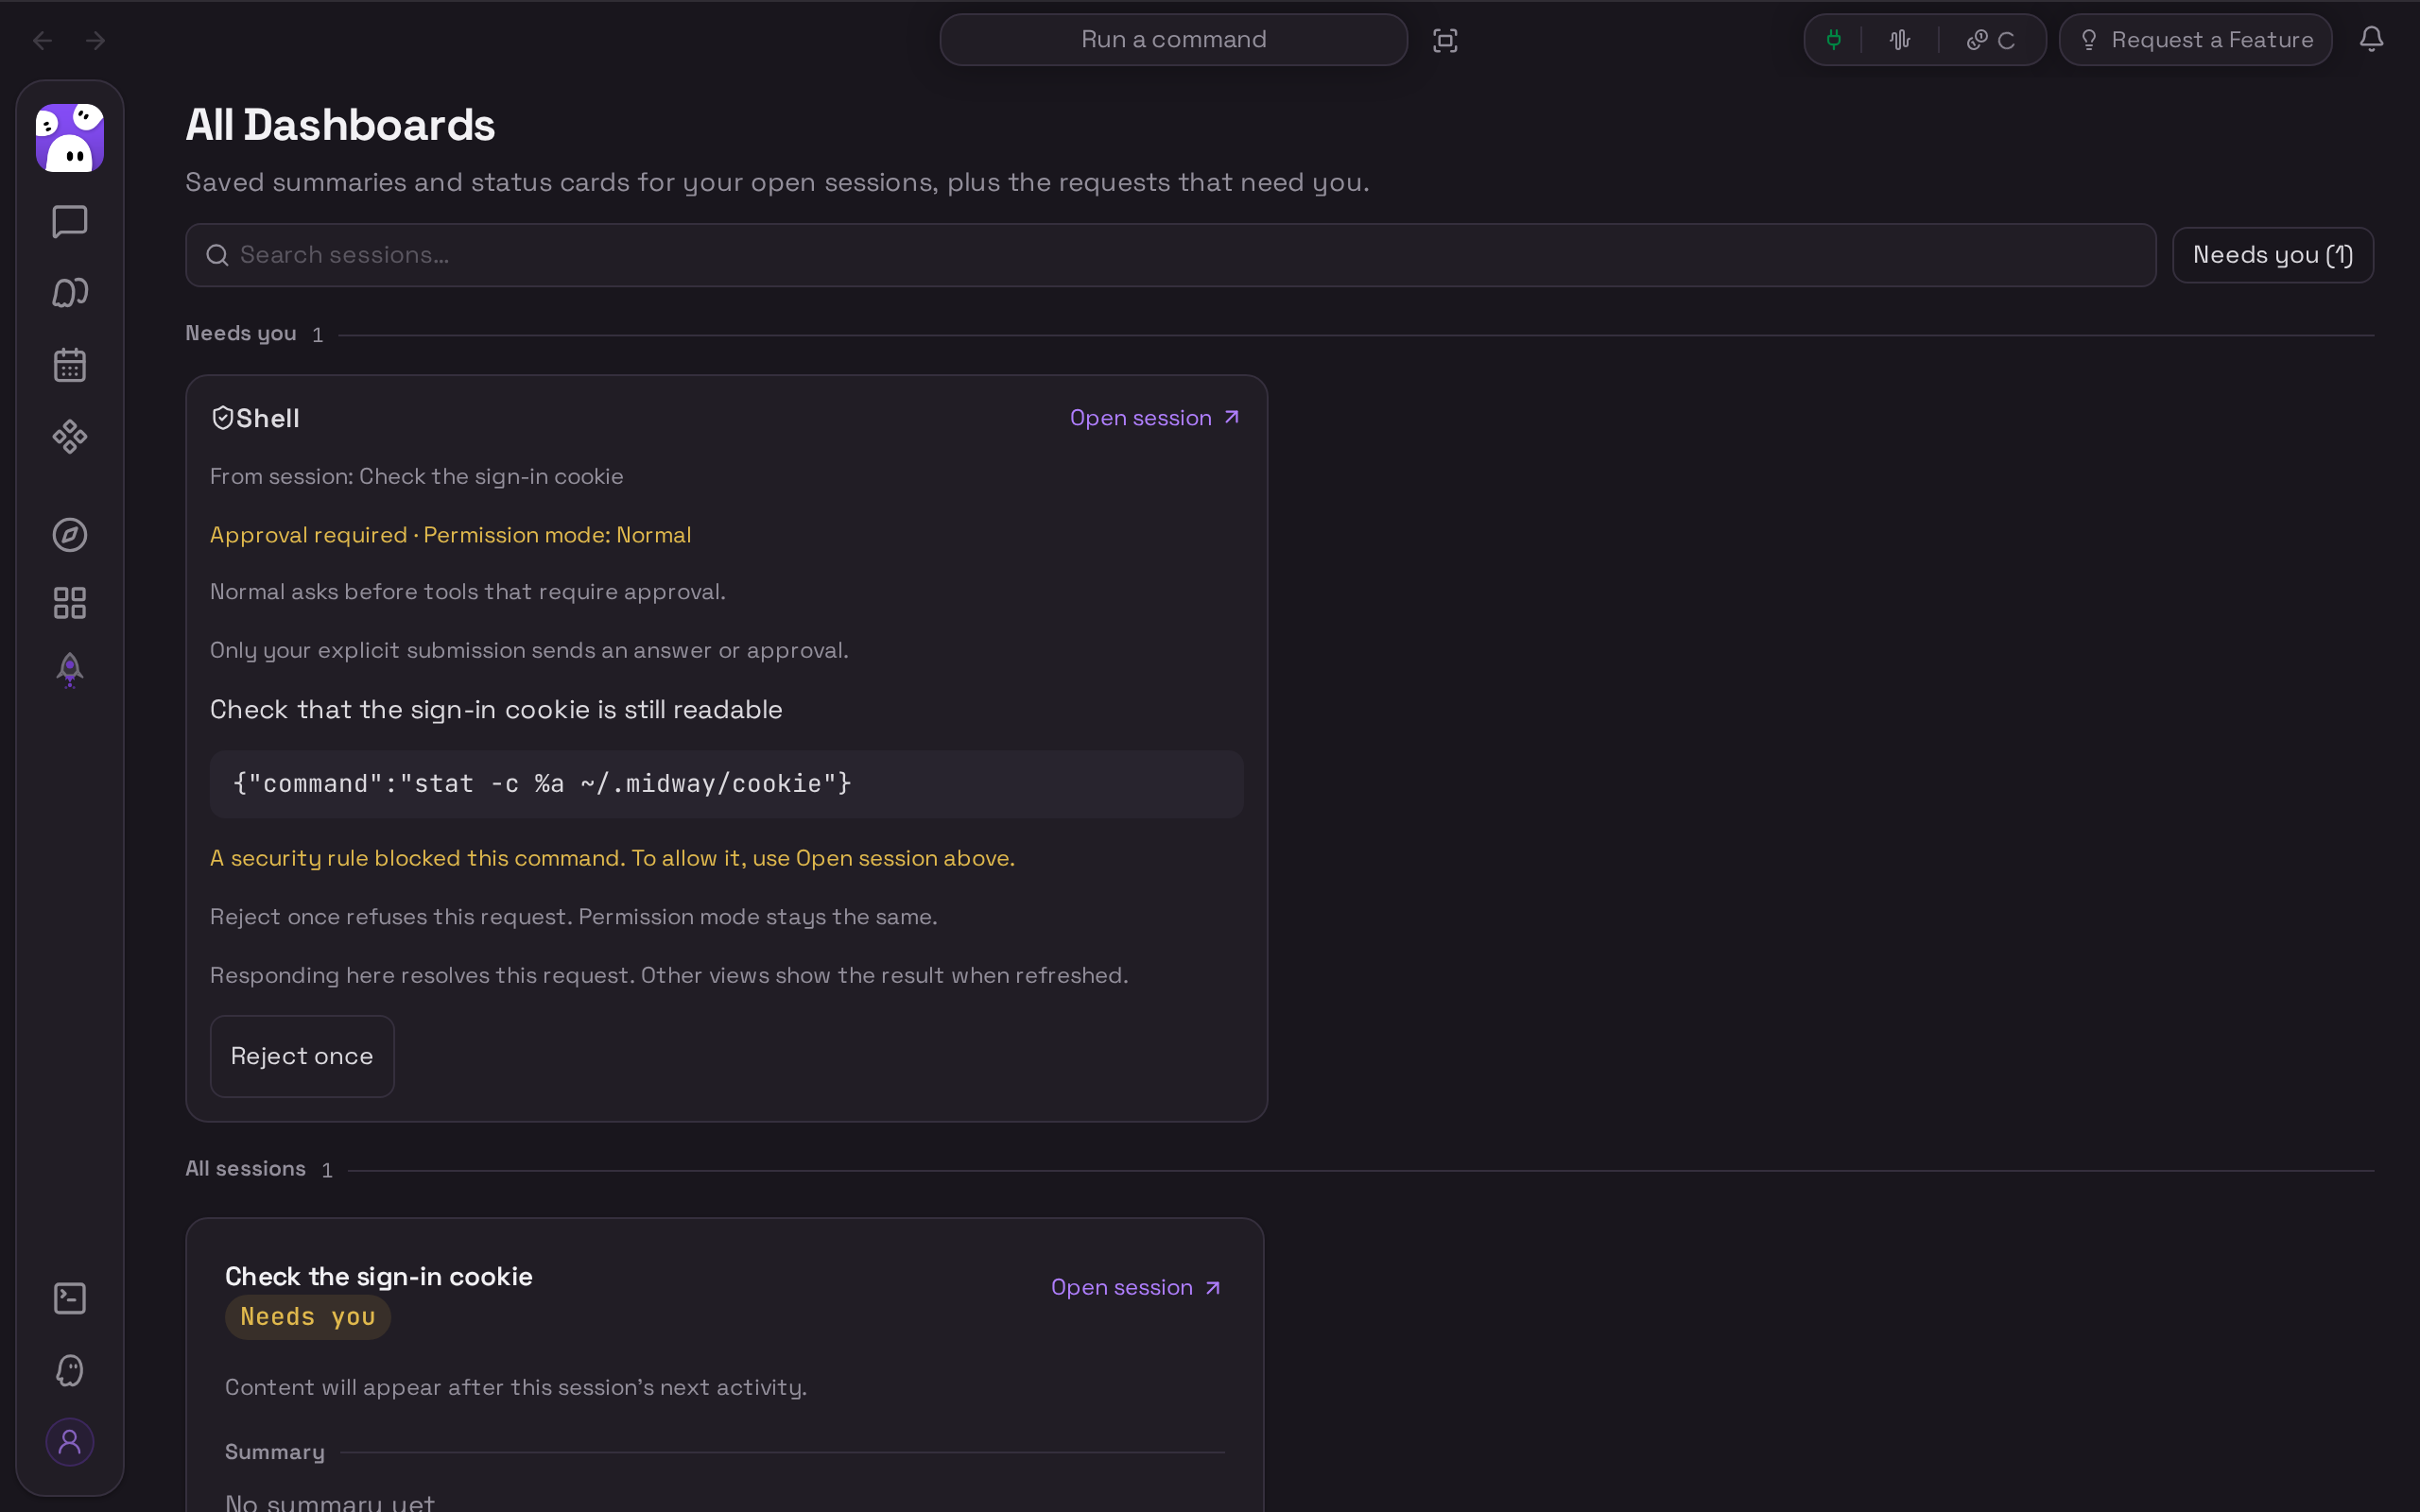 Run a command
Request a Feature
All Dashboards
Saved summaries and status cards for your open sessions, plus the requests that need you.
Search sessions...
Needs you (1)
Needs you 1
Shell
Open session
From session: Check the sign-in cookie
Approval required · Permission mode: Normal
Normal asks before tools that require approval.
Only your explicit submission sends an answer or approval.
Check that the sign-in cookie is still readable
{"command":"stat -c %a ~/.midway/cookie"}
A security rule blocked this command. To allow it, use Open session above.
Reject once refuses this request. Permission mode stays the same.
Responding here resolves this request. Other views show the result when refreshed.
Reject once
All sessions 1
Check the sign-in cookie
Open session
Needs you
Content will appear after this session's next activity.
Summary
No summary yet